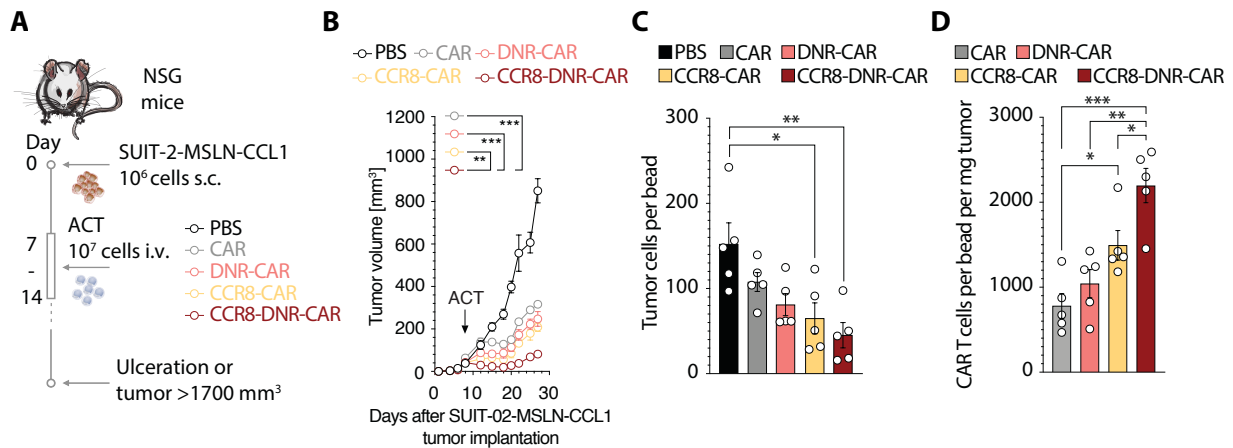 A
NSG
mice
Day
0
SUIT-2-MSLN-CCL1
10⁶ cells s.c.
ACT
10⁷ cells i.v.
7
-
14
PBS
CAR
DNR-CAR
CCR8-CAR
CCR8-DNR-CAR
Ulceration or
tumor >1700 mm³
B
PBS CAR DNR-CAR
CCR8-CAR CCR8-DNR-CAR
Tumor volume [mm³]
1200
1000
800
600
400
200
0
***
***
**
ACT
0 10 20 30
Days after SUIT-02-MSLN-CCL1
tumor implantation
C
PBS CAR DNR-CAR
CCR8-CAR CCR8-DNR-CAR
Tumor cells per bead
300
200
150
100
50
0
**
*
D
CAR DNR-CAR
CCR8-CAR CCR8-DNR-CAR
CAR T cells per bead per mg tumor
3000
2000
1000
0
***
**
*
*